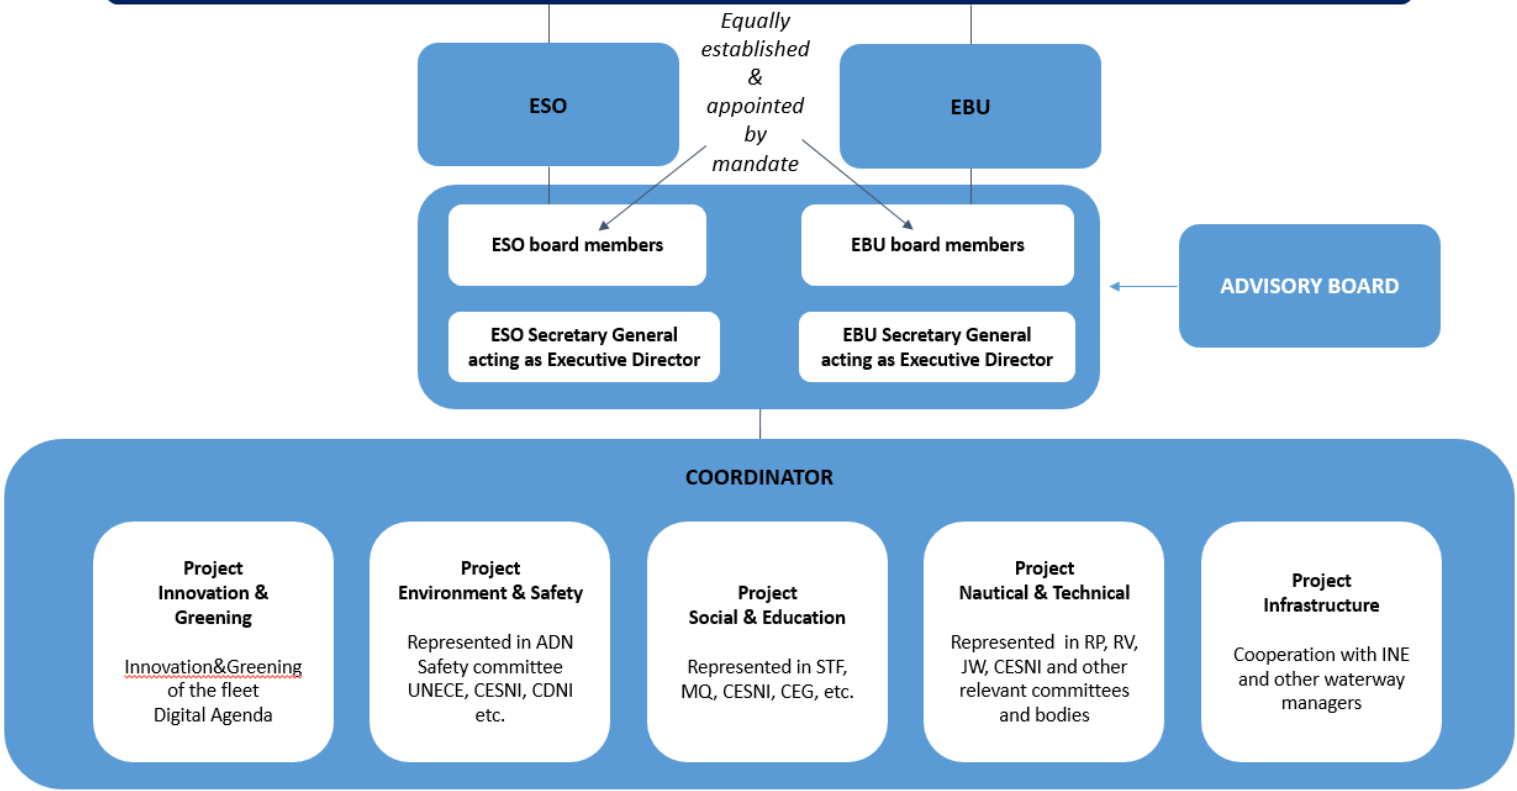 Equally
established
&
appointed
by
mandate
ESO
EBU
ESO board members
EBU board members
ADVISORY BOARD
ESO Secretary General
acting as Executive Director
EBU Secretary General
acting as Executive Director
COORDINATOR
Project
Innovation &
Greening
Innovation&Greening
of the fleet
Digital Agenda
Project
Environment & Safety
Represented in ADN
Safety committee
UNECE, CESNI, CDNI
etc.
Project
Social & Education
Represented in STF,
MQ, CESNI, CEG, etc.
Project
Nautical & Technical
Represented in RP, RV,
JW, CESNI and other
relevant committees
and bodies
Project
Infrastructure
Cooperation with INE
and other waterway
managers